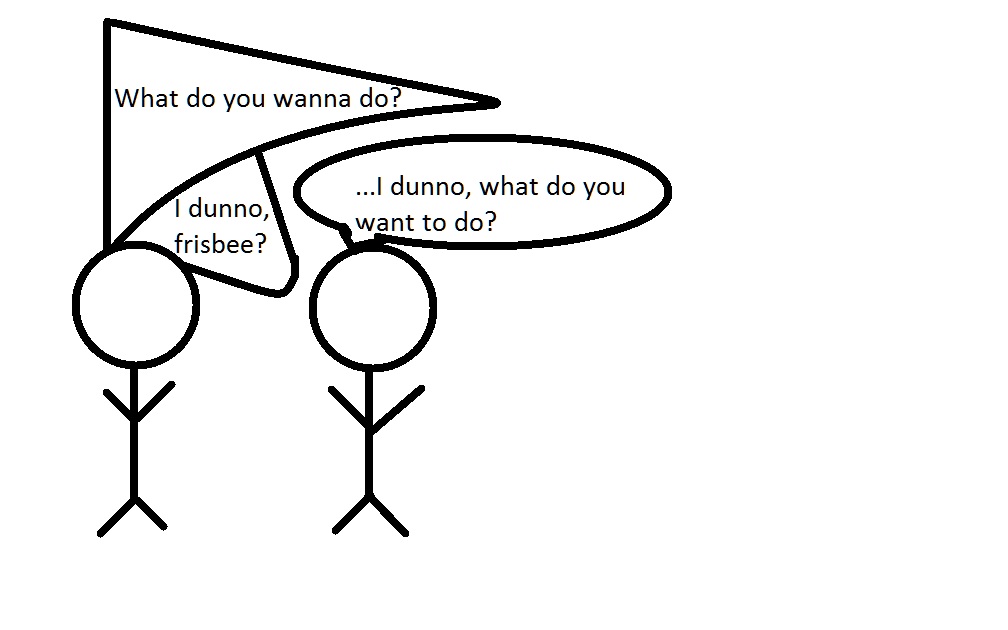 What do you wanna do?
...I dunno, what do you
want to do?
I dunno,
frisbee?